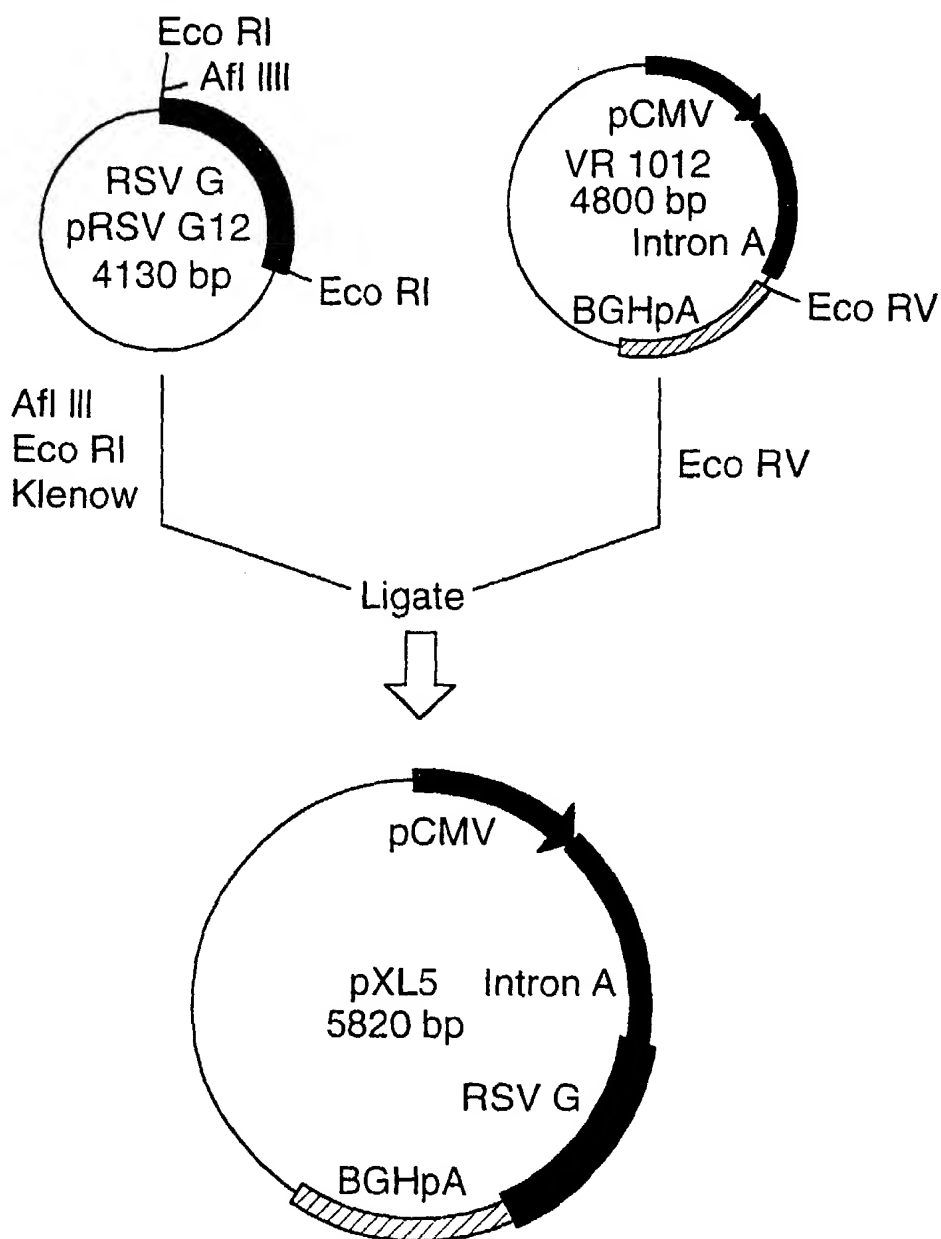 Eco RI
Afl IIII
RSV G
pRSV G12
4130 bp
Eco RI
pCMV
VR 1012
4800 bp
Intron A
BGHpA
Eco RV
Afl III
Eco RI
Klenow
Eco RV
Ligate
pCMV
pXL5
5820 bp
Intron A
RSV G
BGHpA